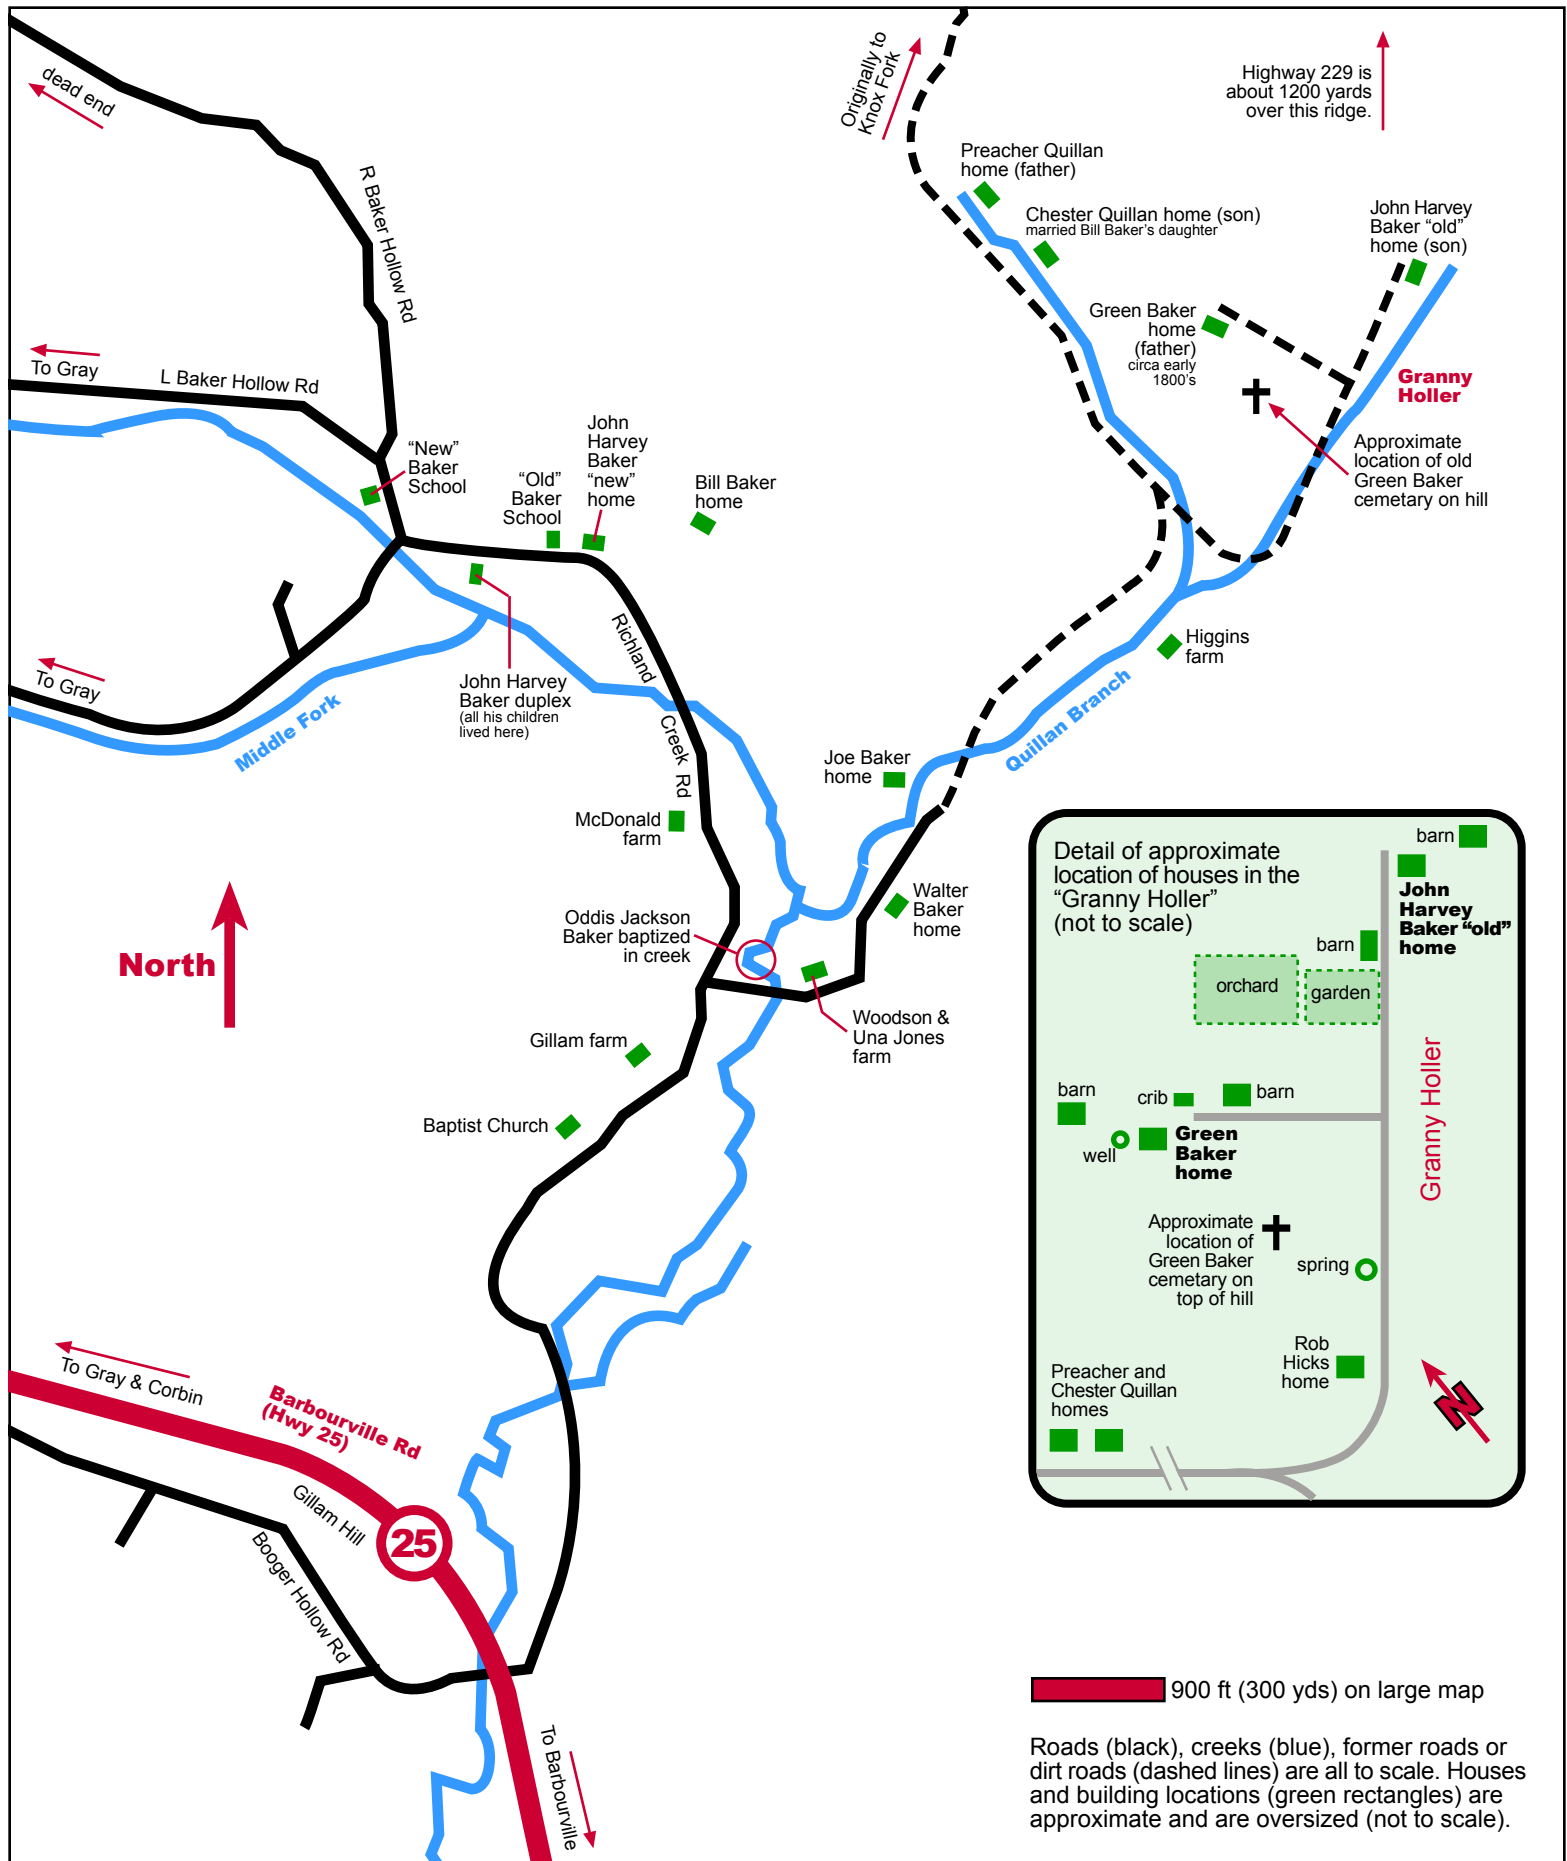 dead end
R Baker Hollow Rd
To Gray
L Baker Hollow Rd
Originally to
Knox Fork
Highway 229 is
about 1200 yards
over this ridge.
Preacher Quillan
home (father)
Chester Quillan home (son)
married Bill Baker's daughter
John Harvey
Baker “old”
home (son)
Green Baker
home
(father)
circa early
1800's
Granny
Holler
Approximate
location of old
Green Baker
cemetary on hill
“New”
Baker
School
“Old”
Baker
School
John
Harvey
Baker
“new”
home
Bill Baker
home
Richland
Creek Rd
To Gray
Middle Fork
John Harvey
Baker duplex
(all his children
lived here)
Higgins
farm
Quillan Branch
Joe Baker
home
McDonald
farm
Walter
Baker
home
Oddis Jackson
Baker baptized
in creek
North
Woodson &
Una Jones
farm
Gillam farm
Baptist Church
Detail of approximate
location of houses in the
“Granny Holler”
(not to scale)
barn
John
Harvey
Baker “old”
home
barn
orchard
garden
Granny Holler
barn
crib
barn
well
Green
Baker
home
Approximate
location of
Green Baker
cemetary on
top of hill
spring
Rob
Hicks
home
Preacher and
Chester Quillan
homes
N
To Gray & Corbin
Barbourville Rd
(Hwy 25)
Gillam Hill
25
Booger Hollow Rd
To Barbourville
900 ft (300 yds) on large map
Roads (black), creeks (blue), former roads or
dirt roads (dashed lines) are all to scale. Houses
and building locations (green rectangles) are
approximate and are oversized (not to scale).